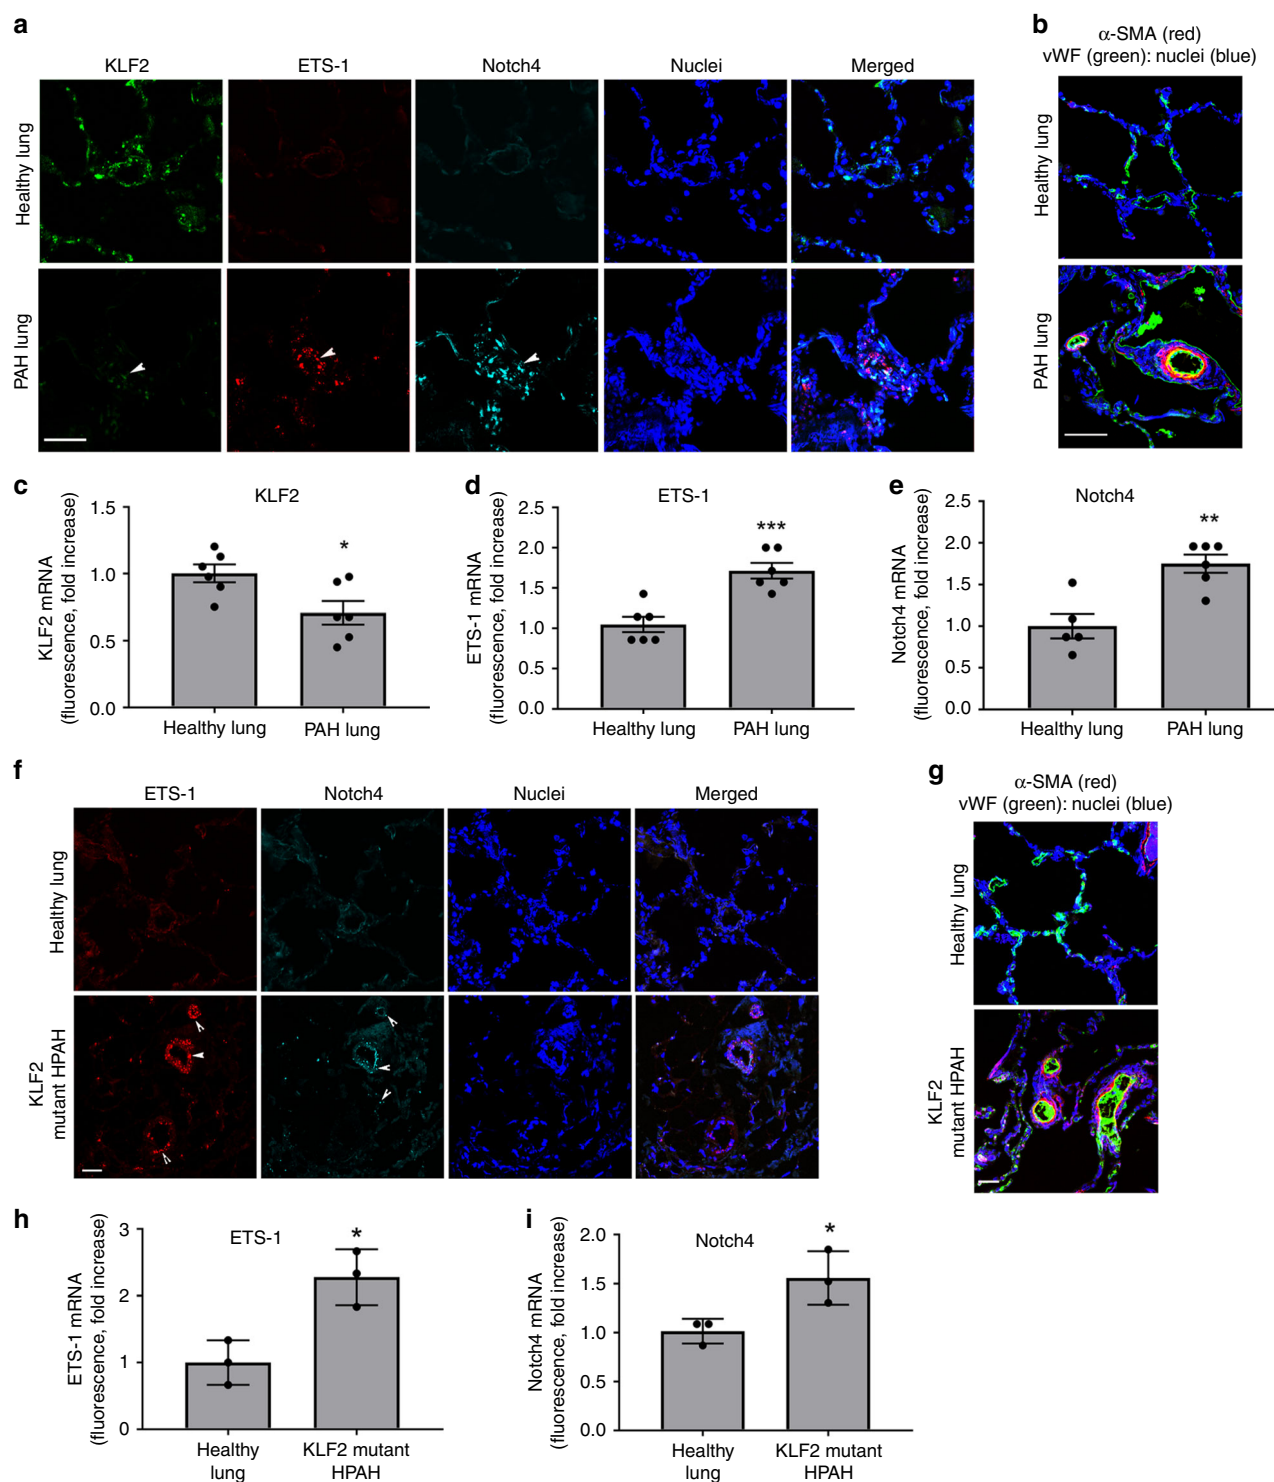 a
KLF2 ETS-1 Notch4 Nuclei Merged
Healthy lung
PAH lung
b
α-SMA (red)
vWF (green): nuclei (blue)
Healthy lung
PAH lung
c
KLF2
KLF2 mRNA
(fluorescence, fold increase)
1.5
1.0
0.5
0.0
*
Healthy lung PAH lung
d
ETS-1
ETS-1 mRNA
(fluorescence, fold increase)
2.5
2.0
1.5
1.0
0.5
0.0
***
Healthy lung PAH lung
e
Notch4
Notch4 mRNA
(fluorescence, fold increase)
2.5
2.0
1.5
1.0
0.5
0.0
**
Healthy lung PAH lung
f
ETS-1 Notch4 Nuclei Merged
Healthy lung
KLF2
mutant HPAH
g
α-SMA (red)
vWF (green): nuclei (blue)
Healthy lung
KLF2
mutant HPAH
h
ETS-1
ETS-1 mRNA
(fluorescence, fold increase)
3
2
1
0
*
Healthy
lung
KLF2 mutant
HPAH
i
Notch4
Notch4 mRNA
(fluorescence, fold increase)
2.0
1.5
1.0
0.5
0.0
*
Healthy
lung
KLF2 mutant
HPAH